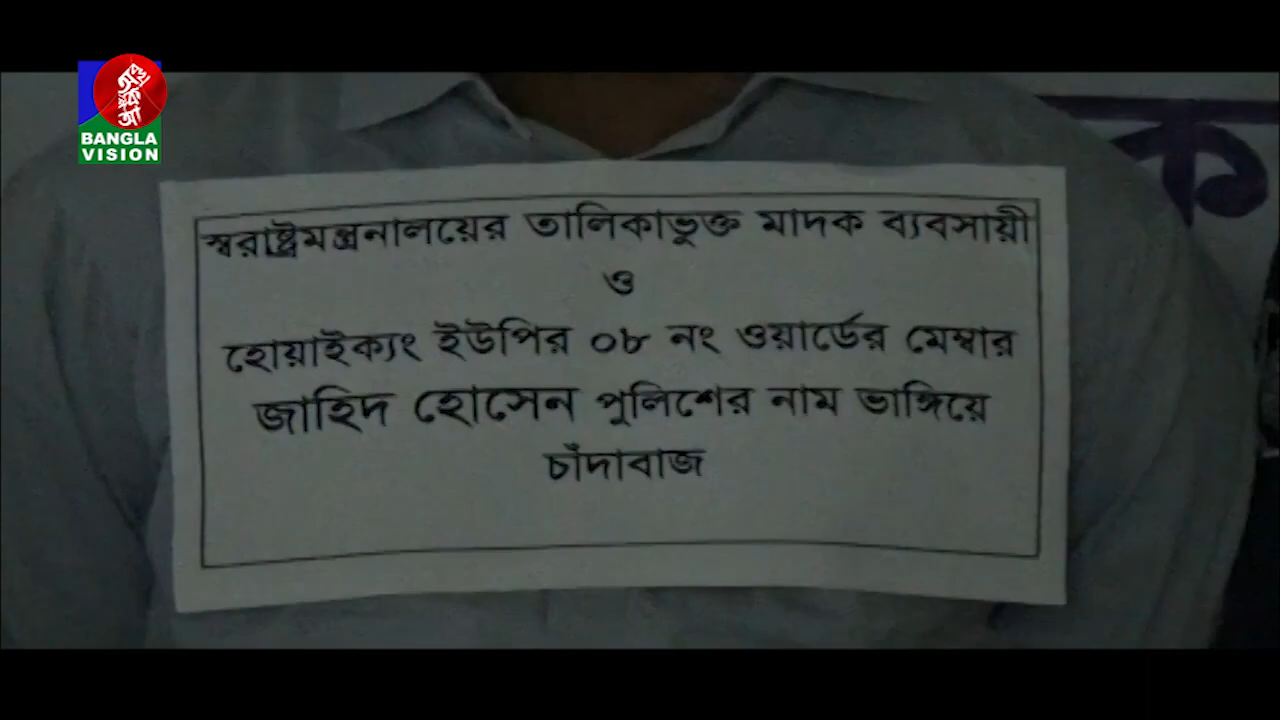 BANGLA
VISION
স্বরাষ্ট্রমন্ত্রনালয়ের তালিকাভুক্ত মাদক ব্যবসায়ী
ও
হোয়াইক্যং ইউপির ০৮ নং ওয়ার্ডের মেম্বার
জাহিদ হোসেন পুলিশের নাম ভাঙ্গিয়ে
চাঁদাবাজ